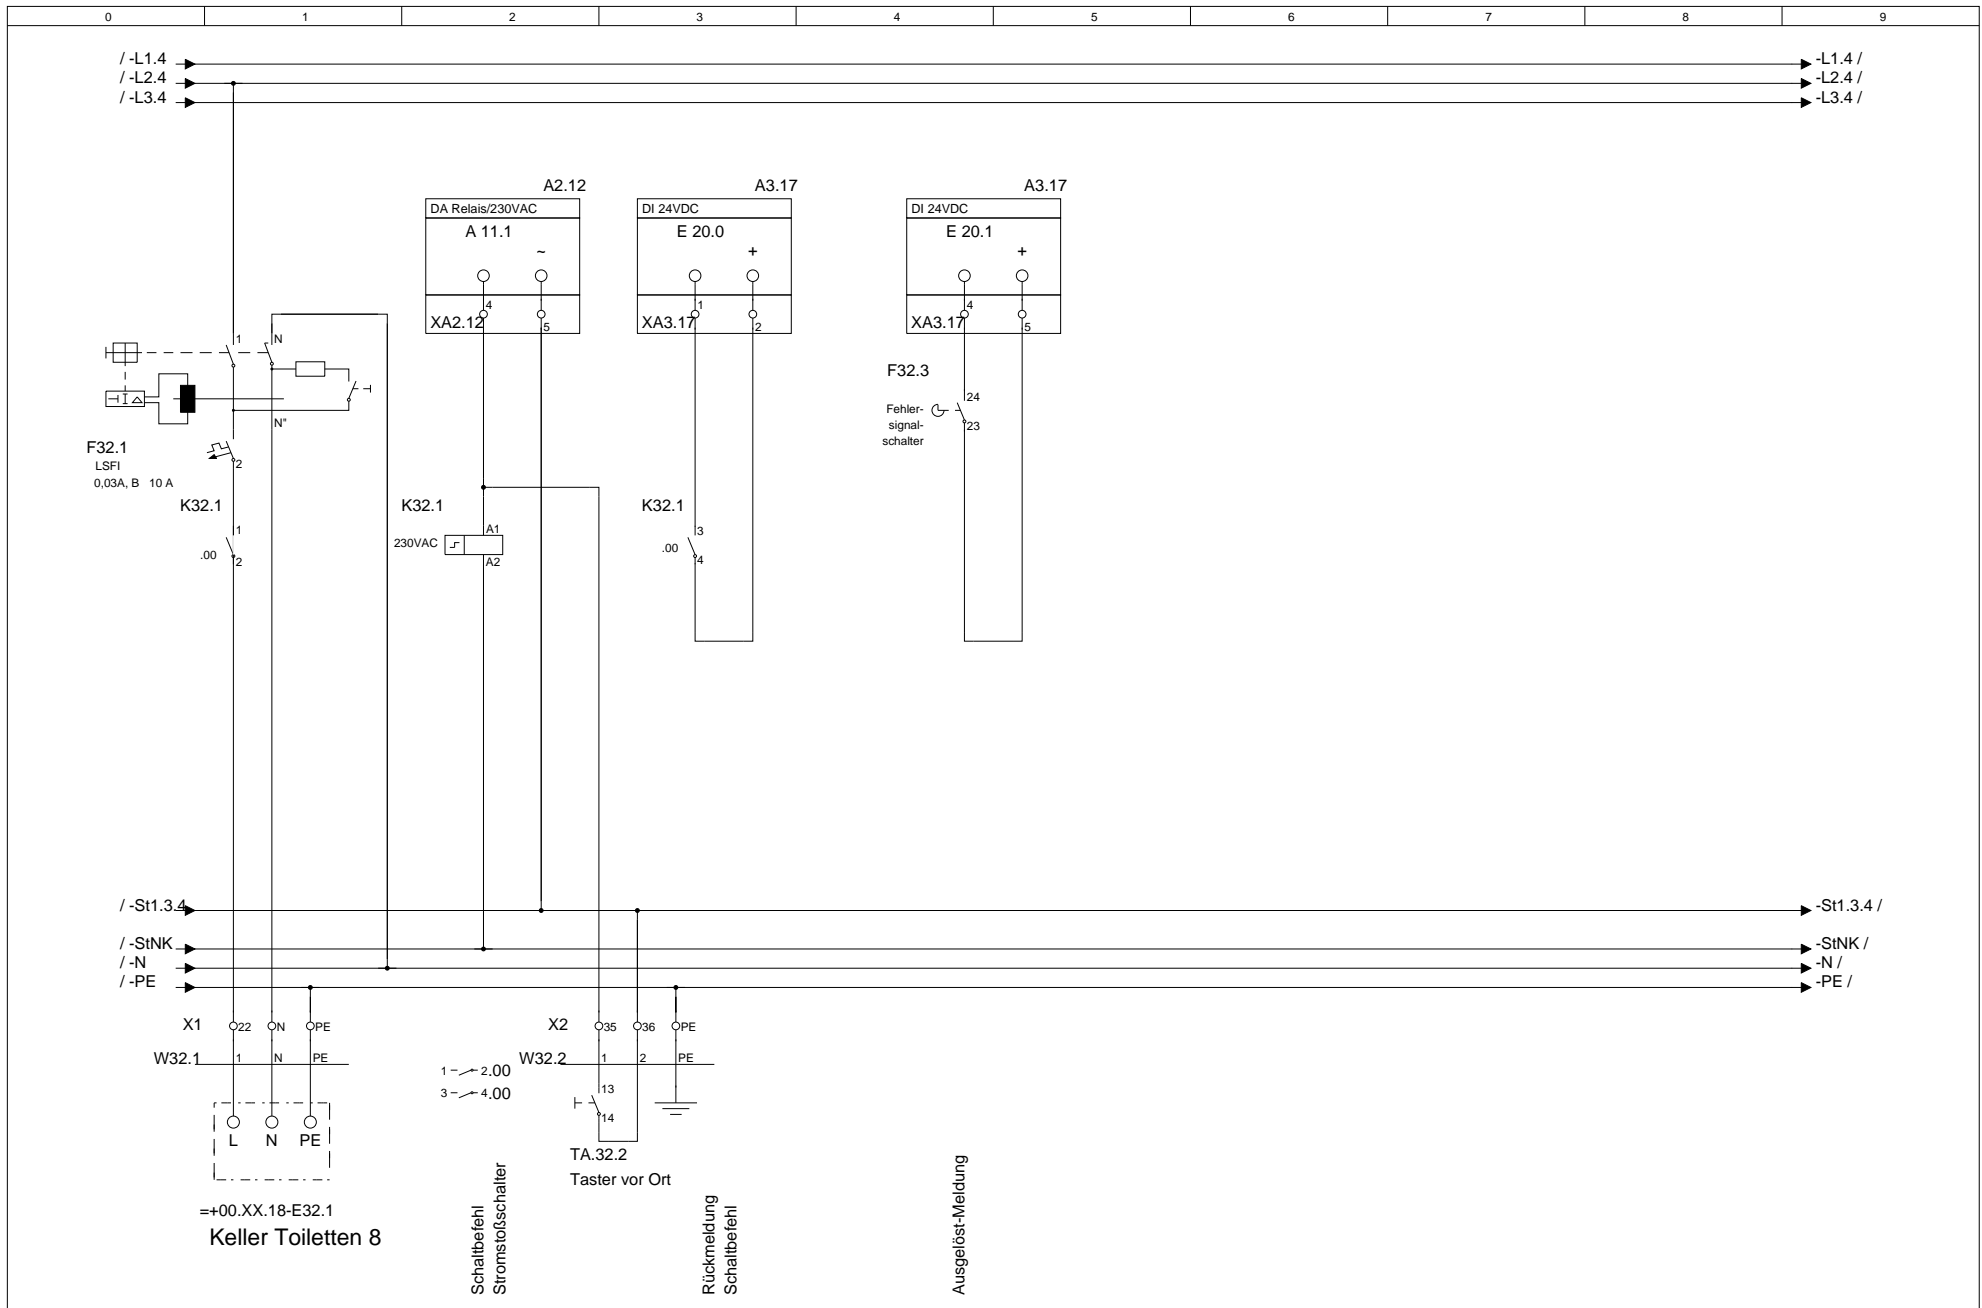 0 1 2 3 4 5 6 7 8 9
/ -L1.4 -L1.4 /
/ -L2.4 -L2.4 /
/ -L3.4 -L3.4 /
A2.12 A3.17 A3.17
DA Relais/230VAC DI 24VDC DI 24VDC
A 11.1 E 20.0 E 20.1
~ + +
4 1 4
XA2.12 5 XA3.17 2 XA3.17 5
1 N
F32.3
24
Fehler-
signal-
schalter
23
N"
F32.1
LSFI
0,03A, B 10 A
2
K32.1 K32.1 K32.1
1 A1 3
.00 230VAC .00
2 A2 4
/ -St1.3.4 -St1.3.4 /
/ -StNK -StNK /
/ -N -N /
/ -PE -PE /
X1 22 N PE X2 35 36 PE
W32.1 1 N PE W32.2 1 2 PE
1 2.00
3 4.00
13
14
L N PE
TA.32.2
Taster vor Ort
=+00.XX.18-E32.1
Keller Toiletten 8
Schaltbefehl
Stromstoßschalter
Rückmeldung
Schaltbefehl
Ausgelöst-Meldung